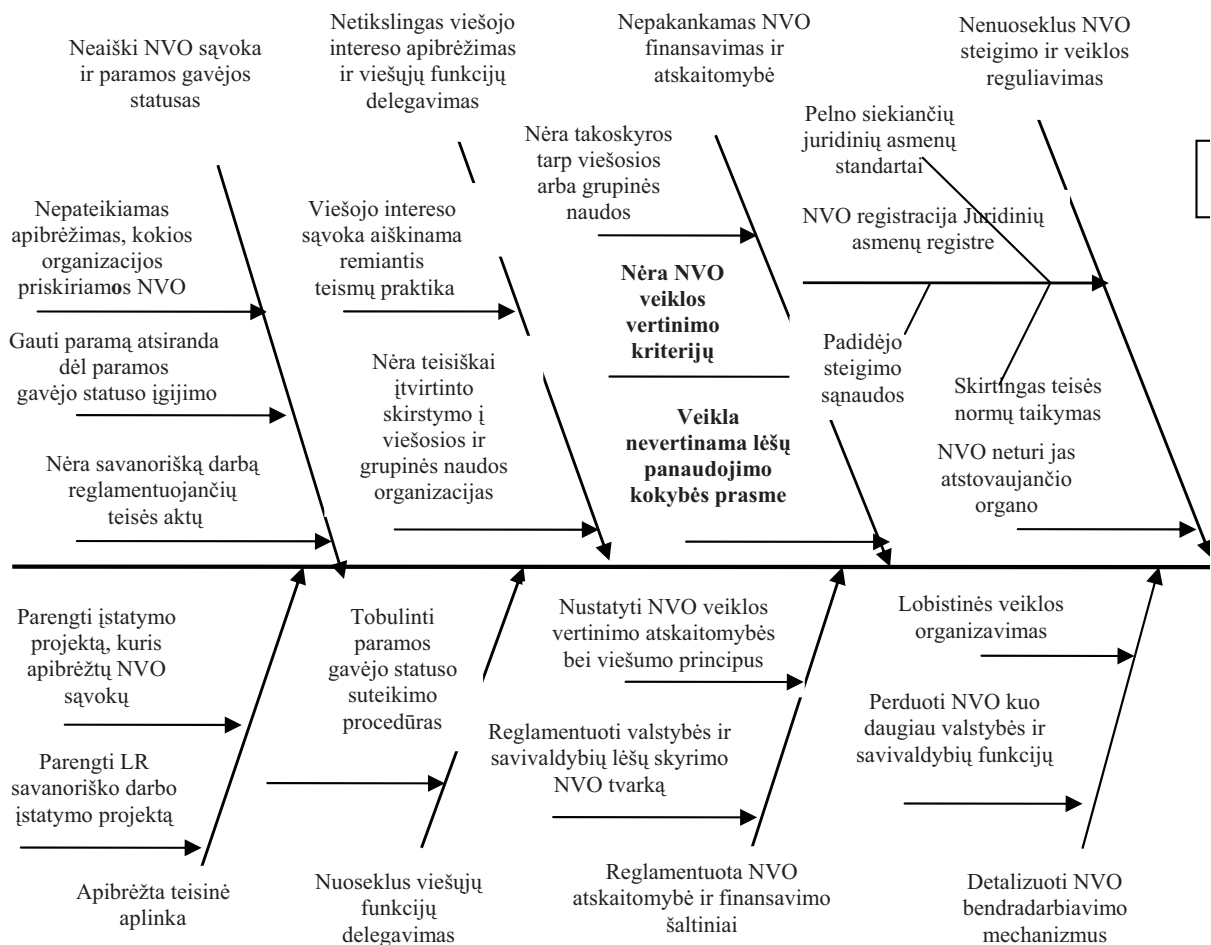 Neaiški NVO sąvoka
ir paramos gavėjos
statusas
Netikslingas viešojo
intereso apibrėžimas
ir viešųjų funkcijų
delegavimas
Nepakankamas NVO
finansavimas ir
atskaitomybė
Nenuoseklus NVO
steigimo ir veiklos
reguliavimas
Nepateikiamas
apibrėžimas, kokios
organizacijos
priskiriamos NVO
Gauti paramą atsiranda
dėl paramos
gavėjo statuso įgijimo
Nėra savanorišką darbą
reglamentuojančių
teisės aktų
Viešojo intereso
sąvoka aiškinama
remiantis
teismų praktika
Nėra teisiškai
įtvirtinto
skirstymo į
viešosios ir
grupinės naudos
organizacijas
Nėra takoskyros
tarp viešosios
arba grupinės
naudos
Nėra NVO
veiklos
vertinimo
kriterijų
Veikla
nevertinama lėšų
panaudojimo
kokybės prasme
Pelno siekiančių
juridinių asmenų
standartai
NVO registracija Juridinių
asmenų registre
Padidėjo
steigimo
sąnaudos
Skirtingas teisės
normų taikymas
NVO neturi jas
atstovaujančio
organo
Parengti įstatymo
projektą, kuris
apibrėžtų NVO
sąvokų
Parengti LR
savanoriško darbo
įstatymo projektą
Apibrėžta teisinė
aplinka
Tobulinti
paramos
gavėjo statuso
suteikimo
procedūras
Nuoseklus viešųjų
funkcijų
delegavimas
Nustatyti NVO veiklos
vertinimo atskaitomybės
bei viešumo principus
Reglamentuoti valstybės ir
savivaldybių lėšų skyrimo
NVO tvarką
Reglamentuota NVO
atskaitomybė ir finansavimo
šaltiniai
Lobistinės veiklos
organizavimas
Perduoti NVO kuo
daugiau valstybės ir
savivaldybių funkcijų
Detalizuoti NVO
bendradarbiavimo
mechanizmus